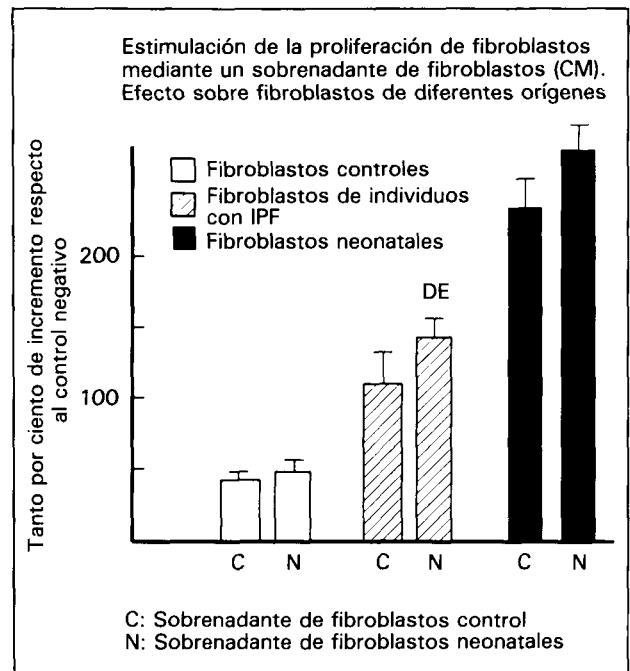 Estimulación de la proliferación de fibroblastos
mediante un sobrenadante de fibroblastos (CM).
Efecto sobre fibroblastos de diferentes orígenes
Fibroblastos controles
Fibroblastos de individuos
con IPF
Fibroblastos neonatales
Tanto por ciento de incremento respecto
al control negativo
200
100
DE
C N C N C N
C: Sobrenadante de fibroblastos control
N: Sobrenadante de fibroblastos neonatales